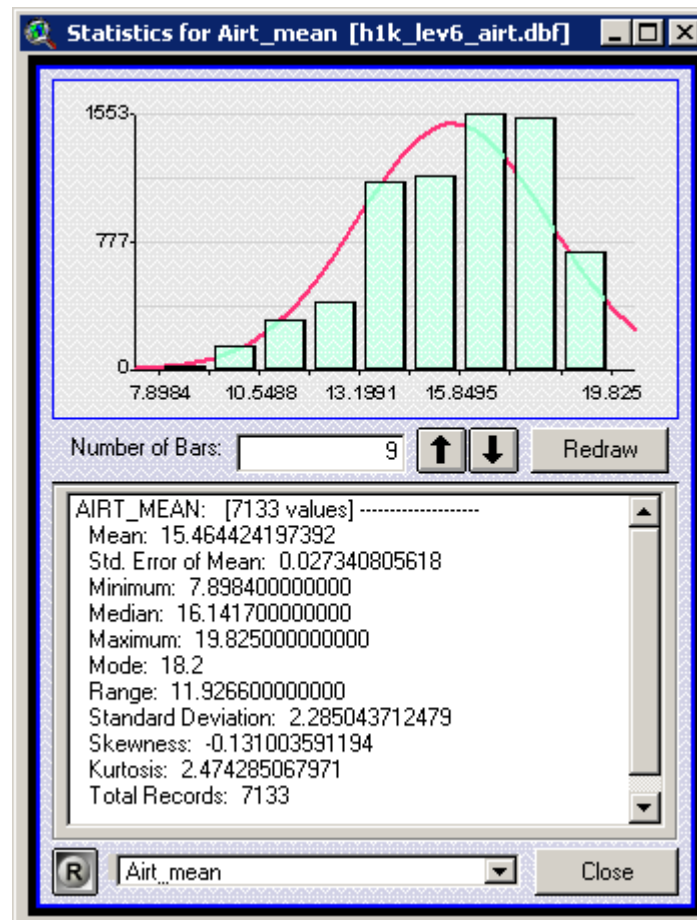 Statistics for Airt_mean [h1k_lev6_airt.dbf]
1553
777
0
7.8984 10.5488 13.1991 15.8495 19.825
Number of Bars: 9 Redraw
AIRT_MEAN: [7133 values] --------------------
Mean: 15.464424197392
Std. Error of Mean: 0.027340805618
Minimum: 7.898400000000
Median: 16.141700000000
Maximum: 19.825000000000
Mode: 18.2
Range: 11.926600000000
Standard Deviation: 2.285043712479
Skewness: -0.131003591194
Kurtosis: 2.474285067971
Total Records: 7133
R Airt_mean Close